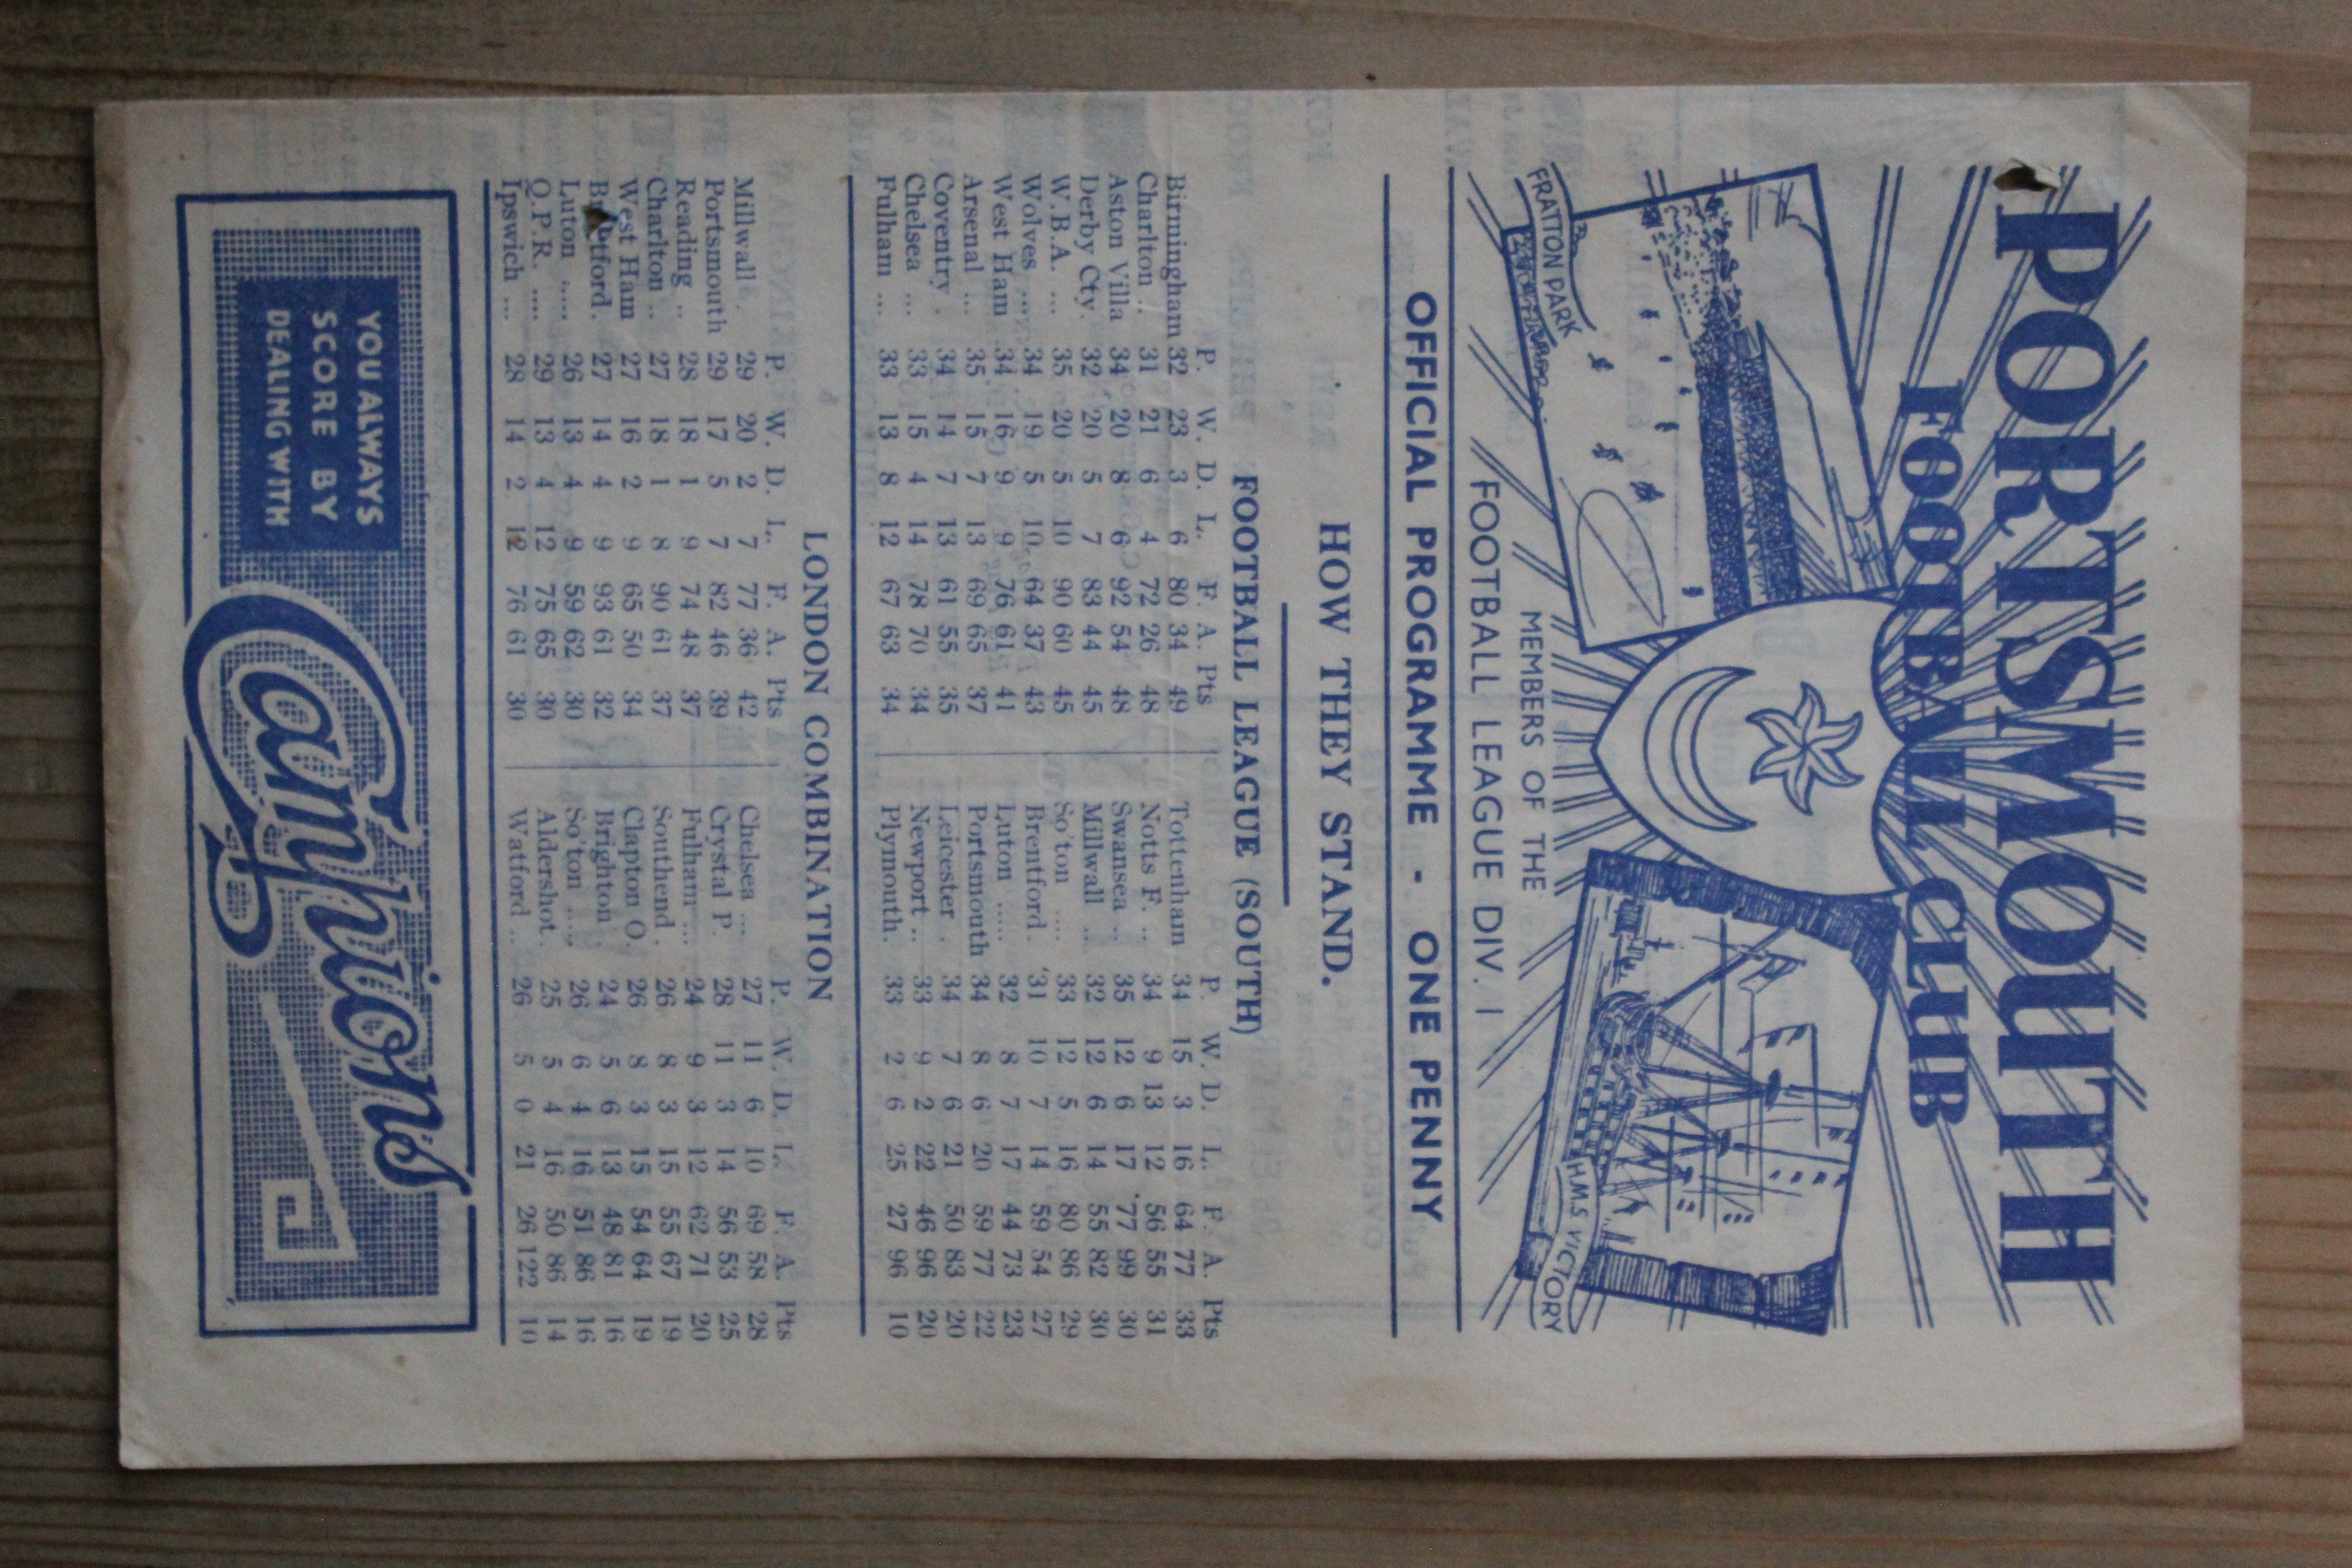 PORTSMOUTH
FOOTBALL CLUB
FRATTON PARK
H.M.S VICTORY
MEMBERS OF THE
FOOTBALL LEAGUE DIV. 1
OFFICIAL PROGRAMME - ONE PENNY
HOW THEY STAND.
FOOTBALL LEAGUE (SOUTH)
P. W. D. L. F. A. Pts P. W. D. L. F. A. Pts
Birmingham 32 23 3 6 80 34 49 Tottenham 34 15 3 16 64 77 33
Charlton . 31 21 6 4 72 26 48 Notts F. .. 34 9 13 12 56 55 31
Aston Villa 34 20 8 6 92 54 48 Swansea .. 35 12 6 17 77 99 30
Derby Cty. 32 20 5 7 83 44 45 Millwall .. 32 12 6 14 55 82 30
W.B.A. ... 35 20 5 10 90 60 45 So'ton .... 33 12 5 16 80 86 29
Wolves .... 34 19 5 10 64 37 43 Brentford . 31 10 7 14 59 54 27
West Ham 34 16 9 9 76 61 41 Luton ..... 32 8 7 17 44 73 23
Arsenal ... 35 15 7 13 69 65 37 Portsmouth 34 8 6 20 59 77 22
Coventry . 34 14 7 13 61 55 35 Leicester . 34 7 6 21 50 83 20
Chelsea ... 33 15 4 14 78 70 34 Newport .. 33 9 2 22 46 96 20
Fulham ... 33 13 8 12 67 63 34 Plymouth. 33 2 6 25 27 96 10
LONDON COMBINATION
P. W. D. L. F. A. Pts P. W. D. L. F. A. Pts
Millwall . 29 20 2 7 77 36 42 Chelsea ... 27 11 6 10 69 58 28
Portsmouth 29 17 5 7 82 46 39 Crystal P. 28 11 3 14 56 53 25
Reading .. 28 18 1 9 74 48 37 Fulham ... 24 9 3 12 62 71 20
Charlton .. 27 18 1 8 90 61 37 Southend . 26 8 3 15 55 67 19
West Ham 27 16 2 9 65 50 34 Clapton O. 26 8 3 15 54 64 19
Brentford. 27 14 4 9 93 61 32 Brighton . 24 5 6 13 48 81 16
Luton ..... 26 13 4 9 59 62 30 So'ton .... 26 6 4 16 51 86 16
Q.P.R. .... 29 13 4 12 75 65 30 Aldershot. 25 5 4 16 50 86 14
Ipswich ... 28 14 2 12 76 61 30 Watford .. 26 5 0 21 26 122 10
YOU ALWAYS
SCORE BY
DEALING WITH
Campions